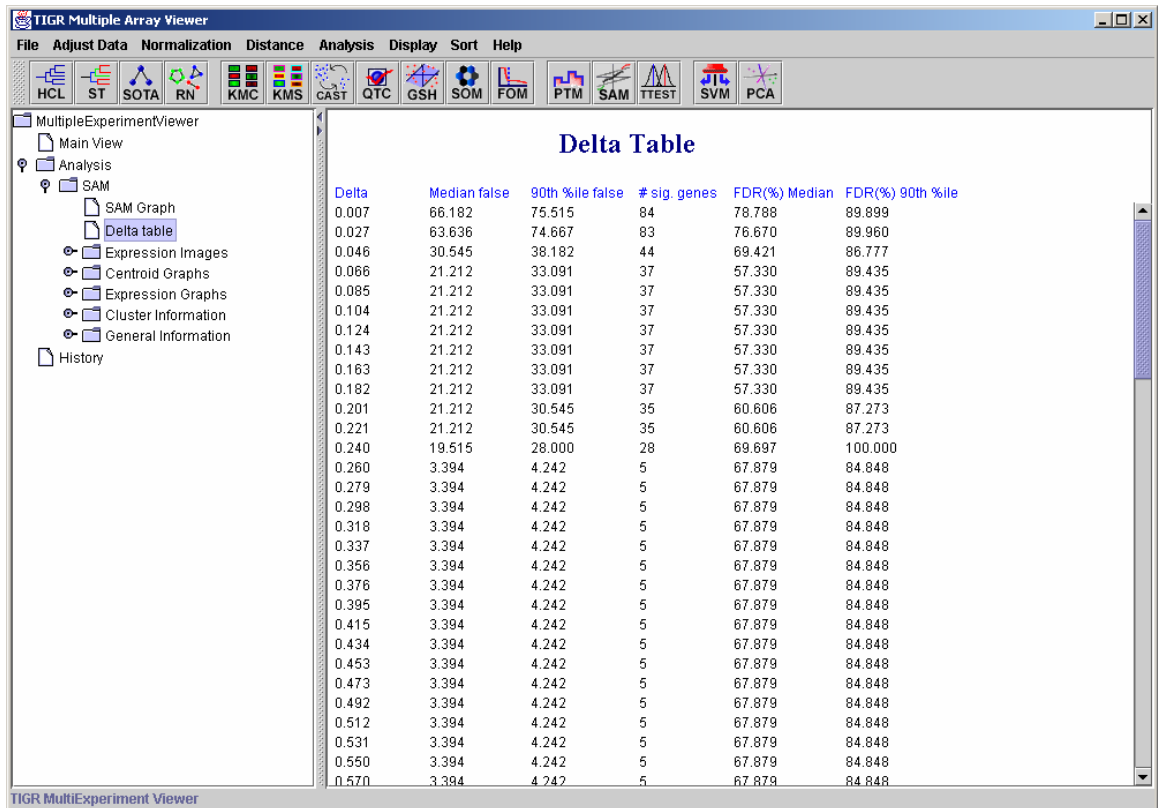 TIGR Multiple Array Viewer
File Adjust Data Normalization Distance Analysis Display Sort Help
HCL ST SOTA RN KMC KMS CAST QTC GSH SOM FOM PTM SAM TTEST SVM PCA
MultipleExperimentViewer
Main View
Analysis
SAM
SAM Graph
Delta table
Expression Images
Centroid Graphs
Expression Graphs
Cluster Information
General Information
History
Delta Table
Delta Median false 90th %ile false # sig. genes FDR(%) Median FDR(%) 90th %ile
0.007 66.182 75.515 84 78.788 89.899
0.027 63.636 74.667 83 76.670 89.960
0.046 30.545 38.182 44 69.421 86.777
0.066 21.212 33.091 37 57.330 89.435
0.085 21.212 33.091 37 57.330 89.435
0.104 21.212 33.091 37 57.330 89.435
0.124 21.212 33.091 37 57.330 89.435
0.143 21.212 33.091 37 57.330 89.435
0.163 21.212 33.091 37 57.330 89.435
0.182 21.212 33.091 37 57.330 89.435
0.201 21.212 30.545 35 60.606 87.273
0.221 21.212 30.545 35 60.606 87.273
0.240 19.515 28.000 28 69.697 100.000
0.260 3.394 4.242 5 67.879 84.848
0.279 3.394 4.242 5 67.879 84.848
0.298 3.394 4.242 5 67.879 84.848
0.318 3.394 4.242 5 67.879 84.848
0.337 3.394 4.242 5 67.879 84.848
0.356 3.394 4.242 5 67.879 84.848
0.376 3.394 4.242 5 67.879 84.848
0.395 3.394 4.242 5 67.879 84.848
0.415 3.394 4.242 5 67.879 84.848
0.434 3.394 4.242 5 67.879 84.848
0.453 3.394 4.242 5 67.879 84.848
0.473 3.394 4.242 5 67.879 84.848
0.492 3.394 4.242 5 67.879 84.848
0.512 3.394 4.242 5 67.879 84.848
0.531 3.394 4.242 5 67.879 84.848
0.550 3.394 4.242 5 67.879 84.848
0.570 3.394 4.242 5 67.879 84.848
TIGR MultiExperiment Viewer